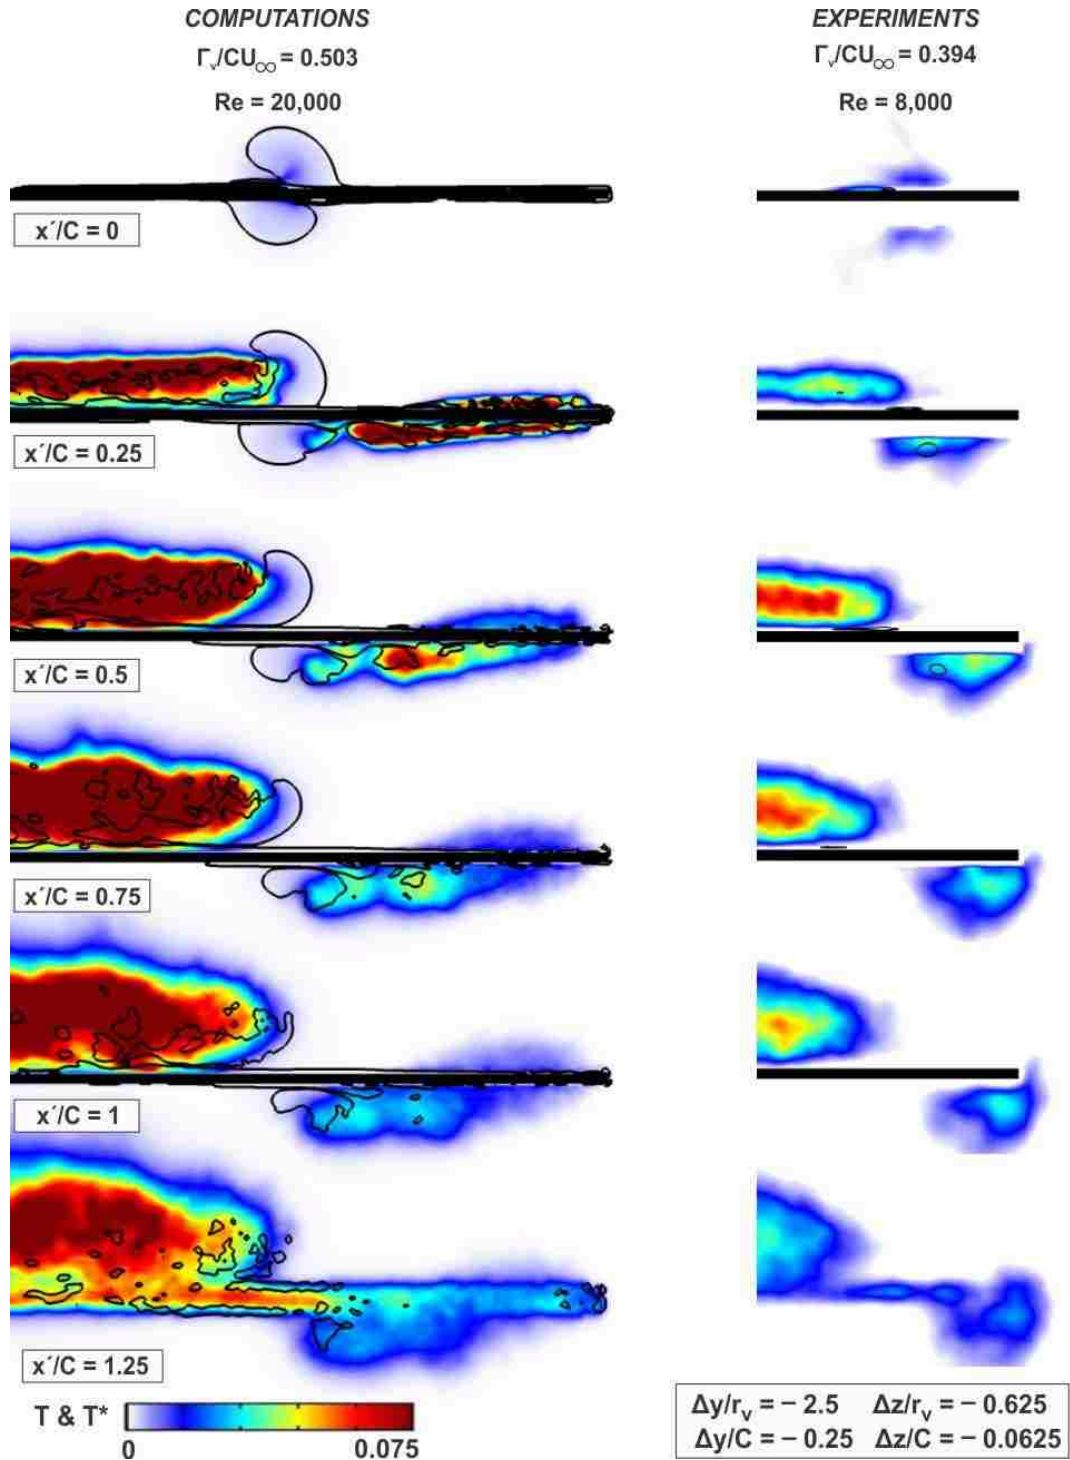 COMPUTATIONS
Γᵥ/CU∞ = 0.503
Re = 20,000
EXPERIMENTS
Γᵥ/CU∞ = 0.394
Re = 8,000
x´/C = 0
x´/C = 0.25
x´/C = 0.5
x´/C = 0.75
x´/C = 1
x´/C = 1.25
T & T*
0 0.075
Δy/rᵥ = − 2.5 Δz/rᵥ = − 0.625
Δy/C = − 0.25 Δz/C = − 0.0625